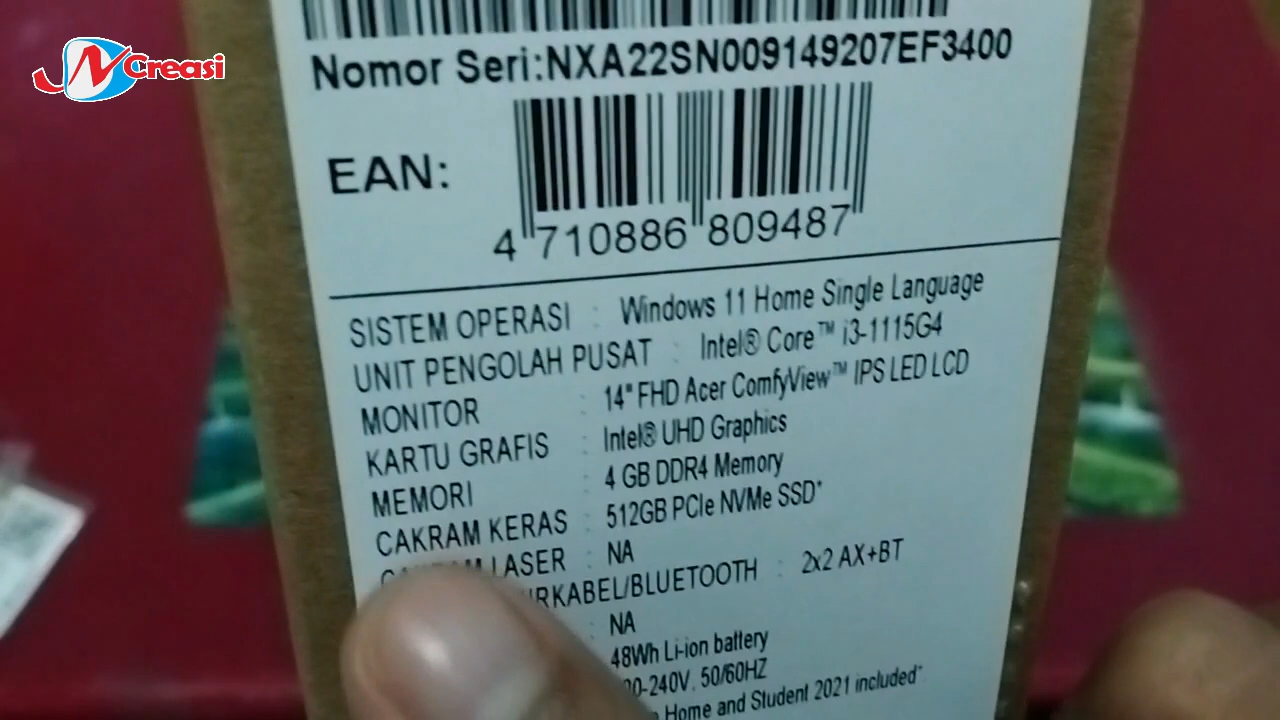 NCreasi
Nomor Seri:NXA22SN009149207EF3400
EAN:
4 710886 809487
SISTEM OPERASI : Windows 11 Home Single Language
UNIT PENGOLAH PUSAT : Intel® Core™ i3-1115G4
MONITOR : 14" FHD Acer ComfyView™ IPS LED LCD
KARTU GRAFIS : Intel® UHD Graphics
MEMORI : 4 GB DDR4 Memory
CAKRAM KERAS : 512GB PCIe NVMe SSD*
LASER : NA
/BLUETOOTH : 2x2 AX+BT
: NA
48Wh Li-ion battery
-240V, 50/60HZ
Home and Student 2021 included*